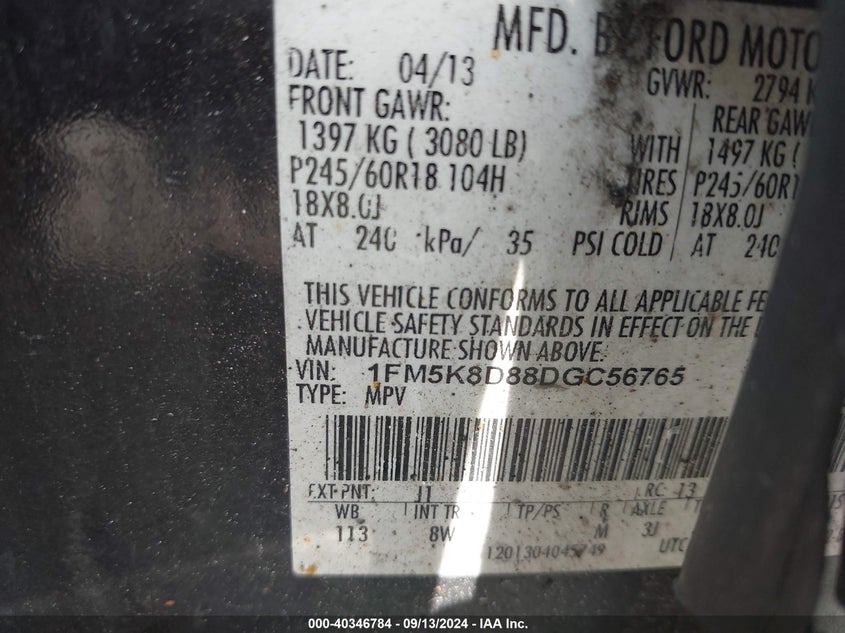 MFD. BY FORD MOTO
DATE: 04/13 GVWR: 2794 K
FRONT GAWR: REAR GAW
1397 KG ( 3080 LB) WITH 1497 KG (
P245/60R18 104H TIRES P245/60R1
18X8.0J RIMS 18X8.0J
AT 240 kPa/ 35 PSI COLD AT 240
THIS VEHICLE CONFORMS TO ALL APPLICABLE FE
VEHICLE SAFETY STANDARDS IN EFFECT ON THE
MANUFACTURE SHOWN ABOVE.
VIN: 1FM5K8D88DGC56765
TYPE: MPV
EXT PNT: J1 RC: 13
WB INT TR TP/PS R AXLE
113 8W M 3J
1201304045749 UTC
000-40346784 - 09/13/2024 - IAA Inc.